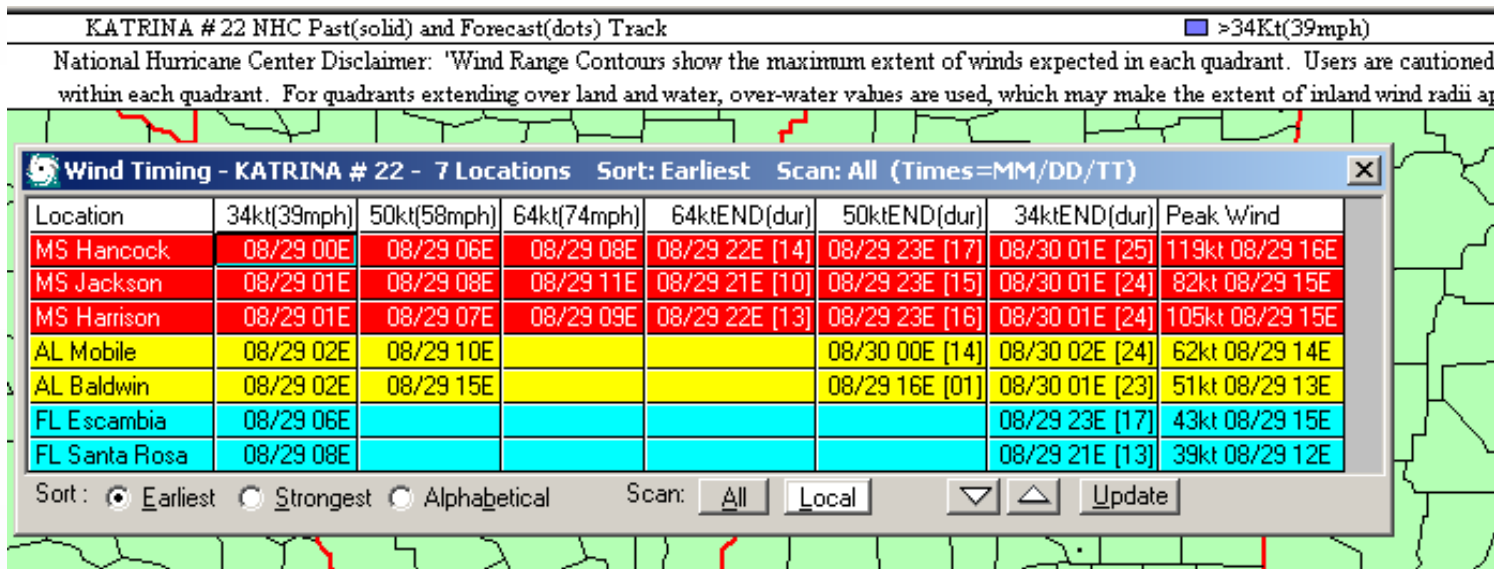 KATRINA # 22 NHC Past(solid) and Forecast(dots) Track >34Kt(39mph)
National Hurricane Center Disclaimer: 'Wind Range Contours show the maximum extent of winds expected in each quadrant. Users are cautioned
within each quadrant. For quadrants extending over land and water, over-water values are used, which may make the extent of inland wind radii ap
Wind Timing - KATRINA # 22 - 7 Locations Sort: Earliest Scan: All (Times=MM/DD/TT)
Location 34kt(39mph) 50kt(58mph) 64kt(74mph) 64ktEND(dur) 50ktEND(dur) 34ktEND(dur) Peak Wind
MS Hancock 08/29 00E 08/29 06E 08/29 08E 08/29 22E [14] 08/29 23E [17] 08/30 01E [25] 119kt 08/29 16E
MS Jackson 08/29 01E 08/29 08E 08/29 11E 08/29 21E [10] 08/29 23E [15] 08/30 01E [24] 82kt 08/29 15E
MS Harrison 08/29 01E 08/29 07E 08/29 09E 08/29 22E [13] 08/29 23E [16] 08/30 01E [24] 105kt 08/29 15E
AL Mobile 08/29 02E 08/29 10E 08/30 00E [14] 08/30 02E [24] 62kt 08/29 14E
AL Baldwin 08/29 02E 08/29 15E 08/29 16E [01] 08/30 01E [23] 51kt 08/29 13E
FL Escambia 08/29 06E 08/29 23E [17] 43kt 08/29 15E
FL Santa Rosa 08/29 08E 08/29 21E [13] 39kt 08/29 12E
Sort : Earliest Strongest Alphabetical Scan: All Local Update